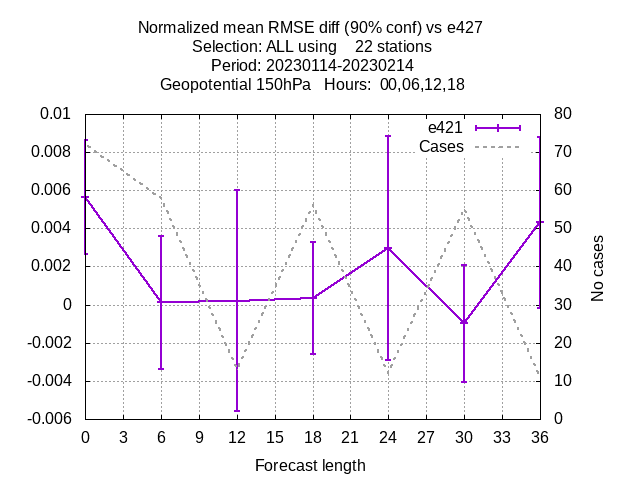 Normalized mean RMSE diff (90% conf) vs e427
Selection: ALL using    22 stations
Period: 20230114-20230214
Geopotential 150hPa   Hours:  00,06,12,18
0.01
0.008
0.006
0.004
0.002
0
-0.002
-0.004
-0.006
80
70
60
50
40
30
20
10
0
e421
Cases
No cases
0 3 6 9 12 15 18 21 24 27 30 33 36
Forecast length